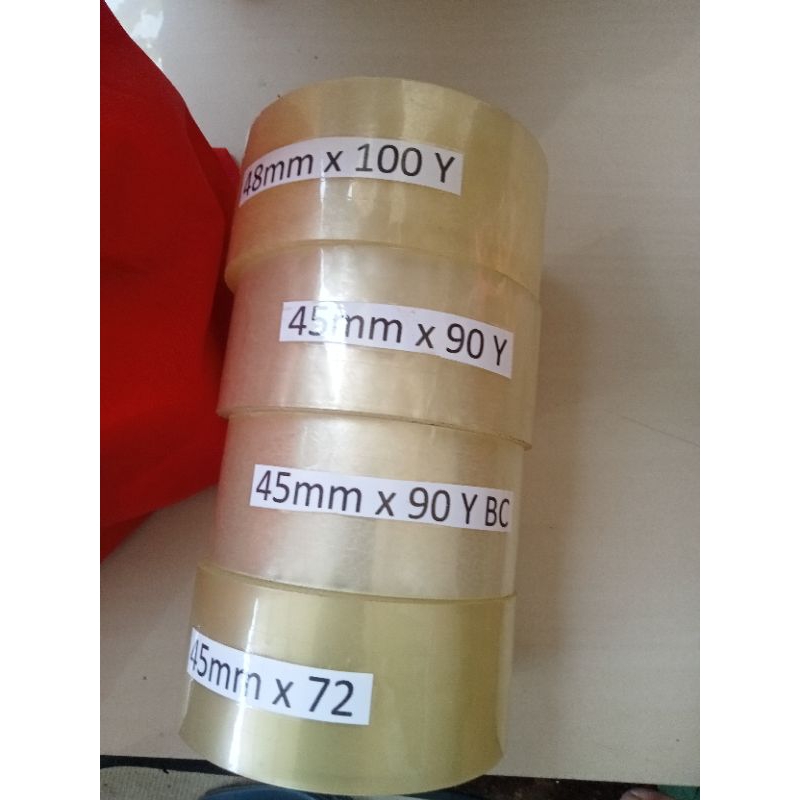 48mm x 100 Y
45mm x 90 Y
45mm x 90 Y BC
45mm x 72